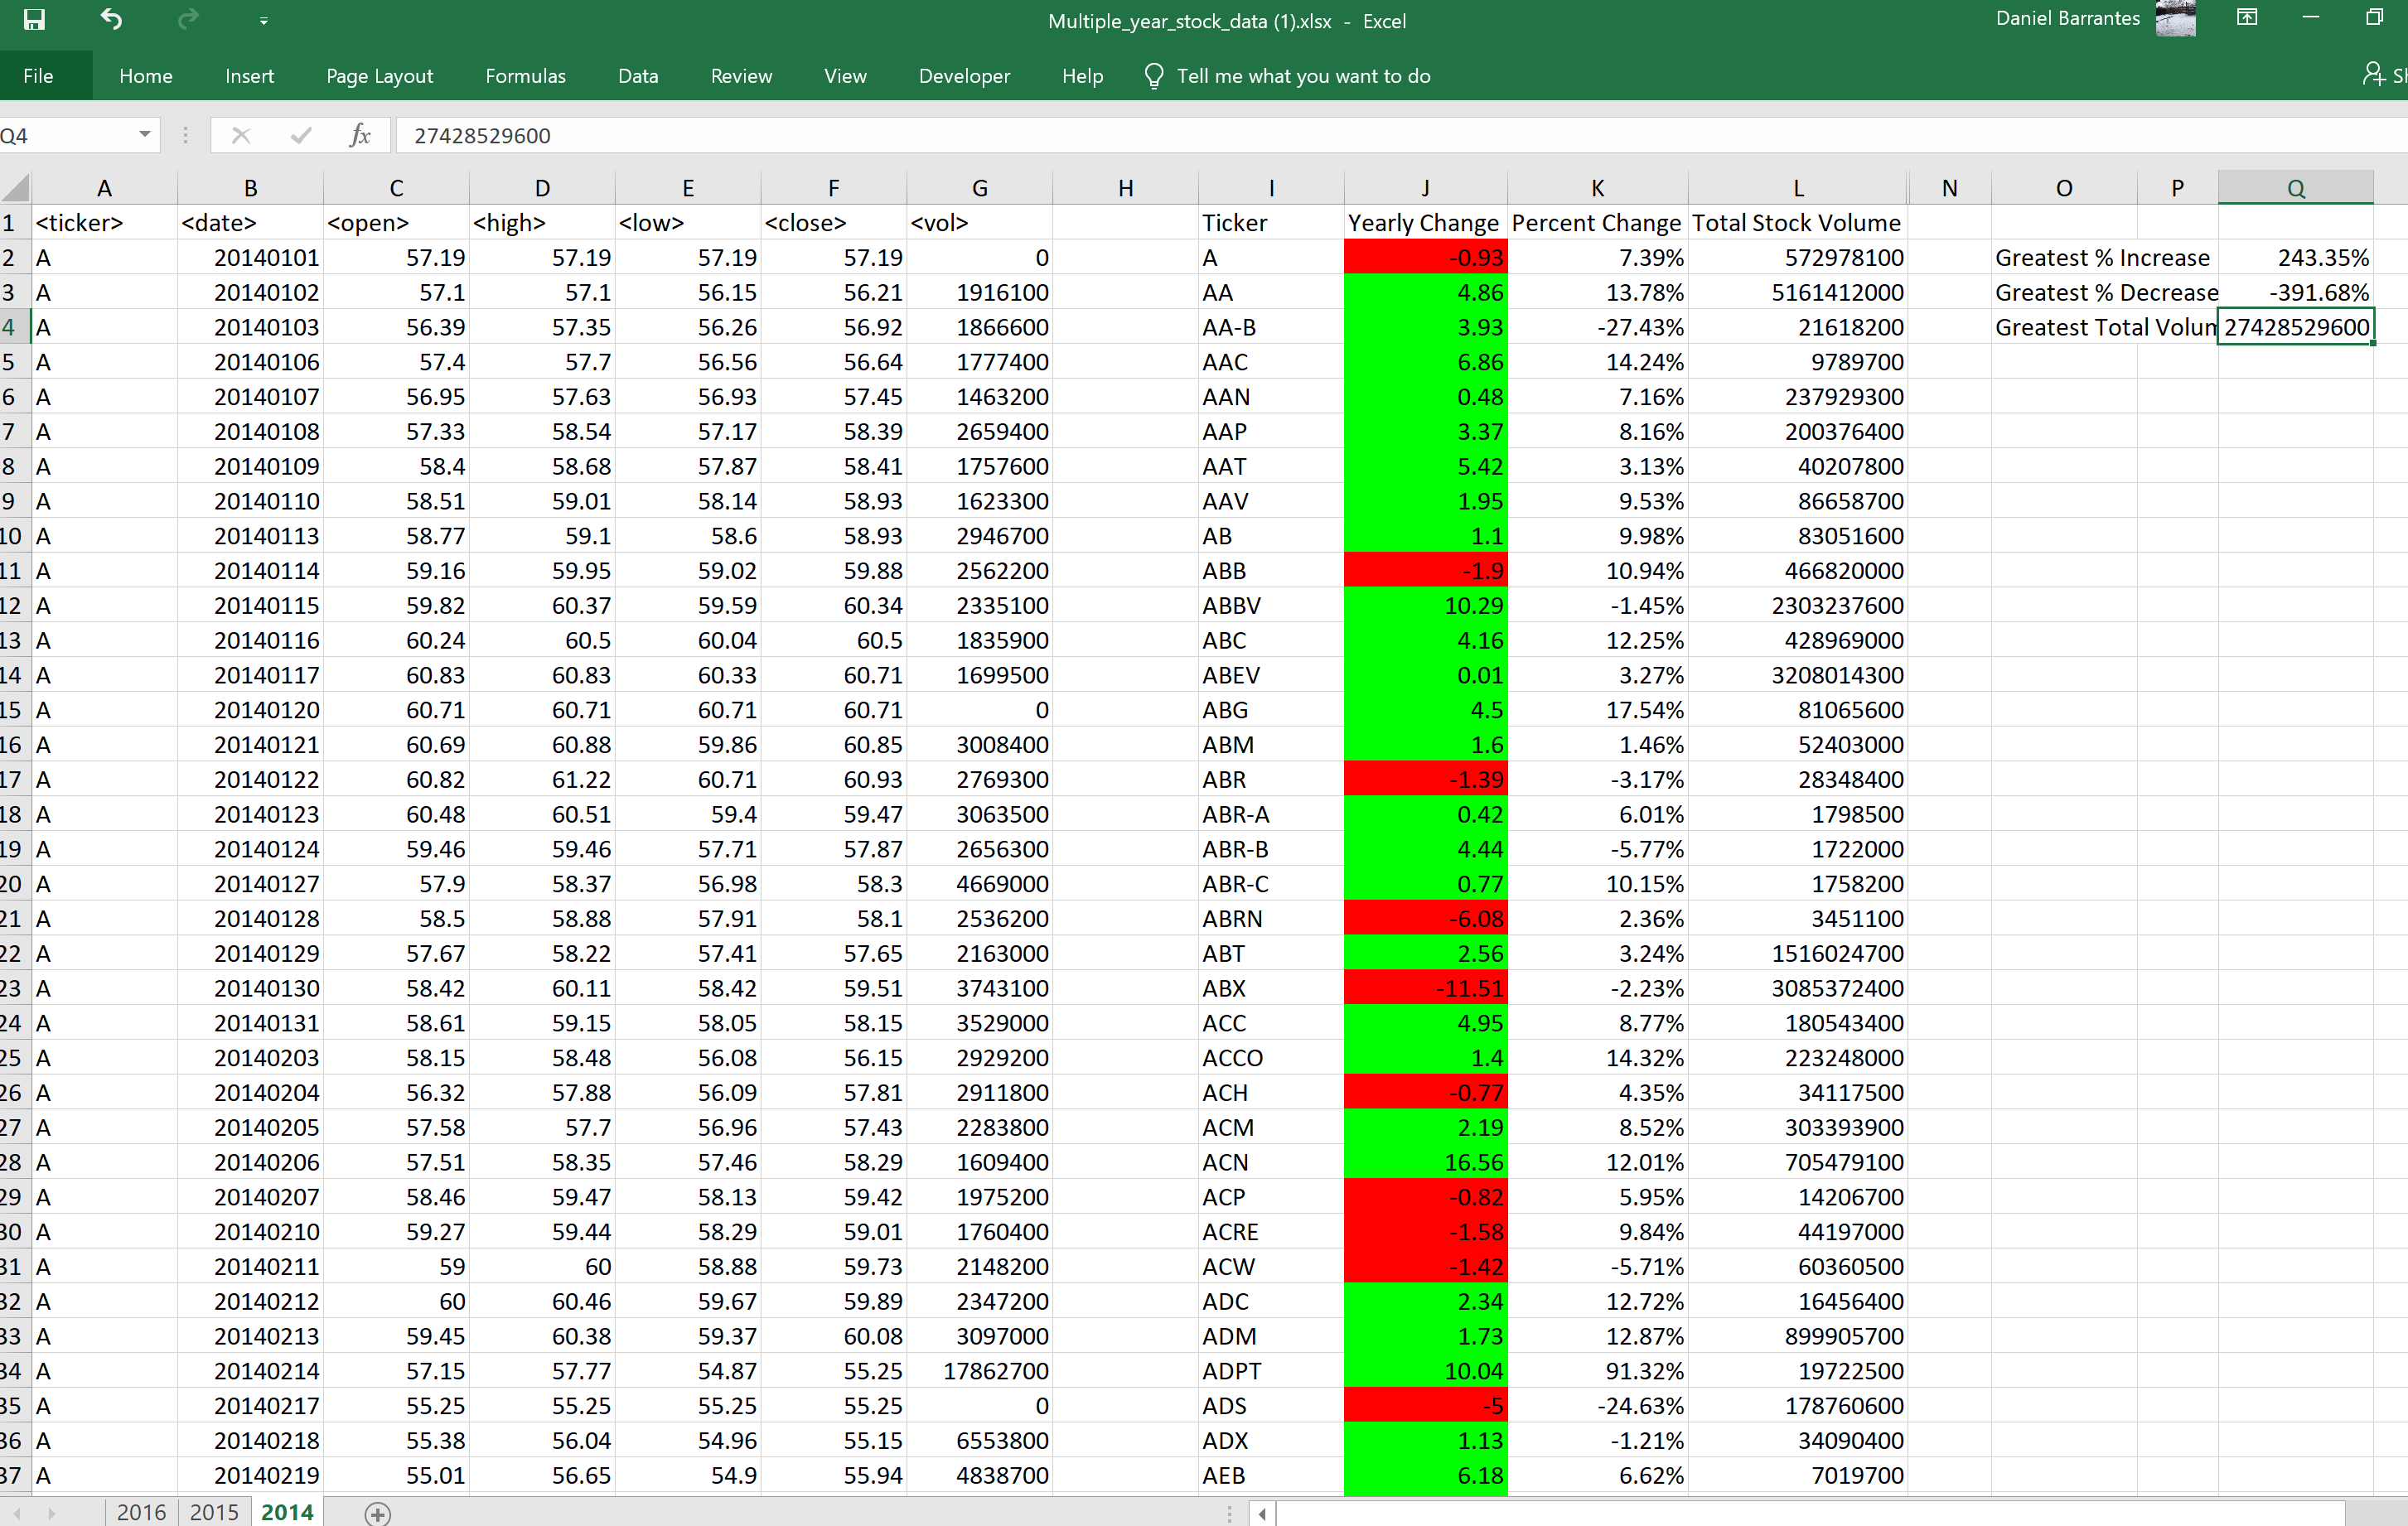 Multiple_year_stock_data (1).xlsx - Excel Daniel Barrantes
File Home Insert Page Layout Formulas Data Review View Developer Help Tell me what you want to do
Q4 fx 27428529600
A B C D E F G H I J K L N O P Q
1 <ticker> <date> <open> <high> <low> <close> <vol> Ticker Yearly Change Percent Change Total Stock Volume
2 A 20140101 57.19 57.19 57.19 57.19 0 A -0.93 7.39% 572978100 Greatest % Increase 243.35%
3 A 20140102 57.1 57.1 56.15 56.21 1916100 AA 4.86 13.78% 5161412000 Greatest % Decrease -391.68%
4 A 20140103 56.39 57.35 56.26 56.92 1866600 AA-B 3.93 -27.43% 21618200 Greatest Total Volum 27428529600
5 A 20140106 57.4 57.7 56.56 56.64 1777400 AAC 6.86 14.24% 9789700
6 A 20140107 56.95 57.63 56.93 57.45 1463200 AAN 0.48 7.16% 237929300
7 A 20140108 57.33 58.54 57.17 58.39 2659400 AAP 3.37 8.16% 200376400
8 A 20140109 58.4 58.68 57.87 58.41 1757600 AAT 5.42 3.13% 40207800
9 A 20140110 58.51 59.01 58.14 58.93 1623300 AAV 1.95 9.53% 86658700
10 A 20140113 58.77 59.1 58.6 58.93 2946700 AB 1.1 9.98% 83051600
11 A 20140114 59.16 59.95 59.02 59.88 2562200 ABB -1.9 10.94% 466820000
12 A 20140115 59.82 60.37 59.59 60.34 2335100 ABBV 10.29 -1.45% 2303237600
13 A 20140116 60.24 60.5 60.04 60.5 1835900 ABC 4.16 12.25% 428969000
14 A 20140117 60.83 60.83 60.33 60.71 1699500 ABEV 0.01 3.27% 3208014300
15 A 20140120 60.71 60.71 60.71 60.71 0 ABG 4.5 17.54% 81065600
16 A 20140121 60.69 60.88 59.86 60.85 3008400 ABM 1.6 1.46% 52403000
17 A 20140122 60.82 61.22 60.71 60.93 2769300 ABR -1.39 -3.17% 28348400
18 A 20140123 60.48 60.51 59.4 59.47 3063500 ABR-A 0.42 6.01% 1798500
19 A 20140124 59.46 59.46 57.71 57.87 2656300 ABR-B 4.44 -5.77% 1722000
20 A 20140127 57.9 58.37 56.98 58.3 4669000 ABR-C 0.77 10.15% 1758200
21 A 20140128 58.5 58.88 57.91 58.1 2536200 ABRN -6.08 2.36% 3451100
22 A 20140129 57.67 58.22 57.41 57.65 2163000 ABT 2.56 3.24% 1516024700
23 A 20140130 58.42 60.11 58.42 59.51 3743100 ABX -11.51 -2.23% 3085372400
24 A 20140131 58.61 59.15 58.05 58.15 3529000 ACC 4.95 8.77% 180543400
25 A 20140203 58.15 58.48 56.08 56.15 2929200 ACCO 1.4 14.32% 223248000
26 A 20140204 56.32 57.88 56.09 57.81 2911800 ACH -0.77 4.35% 34117500
27 A 20140205 57.58 57.7 56.96 57.43 2283800 ACM 2.19 8.52% 303393900
28 A 20140206 57.51 58.35 57.46 58.29 1609400 ACN 16.56 12.01% 705479100
29 A 20140207 58.46 59.47 58.13 59.42 1975200 ACP -0.82 5.95% 14206700
30 A 20140210 59.27 59.44 58.29 59.01 1760400 ACRE -1.58 9.84% 44197000
31 A 20140211 59 60 58.88 59.73 2148200 ACW -1.42 -5.71% 60360500
32 A 20140212 60 60.46 59.67 59.89 2347200 ADC 2.34 12.72% 16456400
33 A 20140213 59.45 60.38 59.37 60.08 3097000 ADM 1.73 12.87% 899905700
34 A 20140214 57.15 57.77 54.87 55.25 17862700 ADPT 10.04 91.32% 19722500
35 A 20140217 55.25 55.25 55.25 55.25 0 ADS -5 -24.63% 178760600
36 A 20140218 55.38 56.04 54.96 55.15 6553800 ADX 1.13 -1.21% 34090400
37 A 20140219 55.01 56.65 54.9 55.94 4838700 AEB 6.18 6.62% 7019700
2016 2015 2014